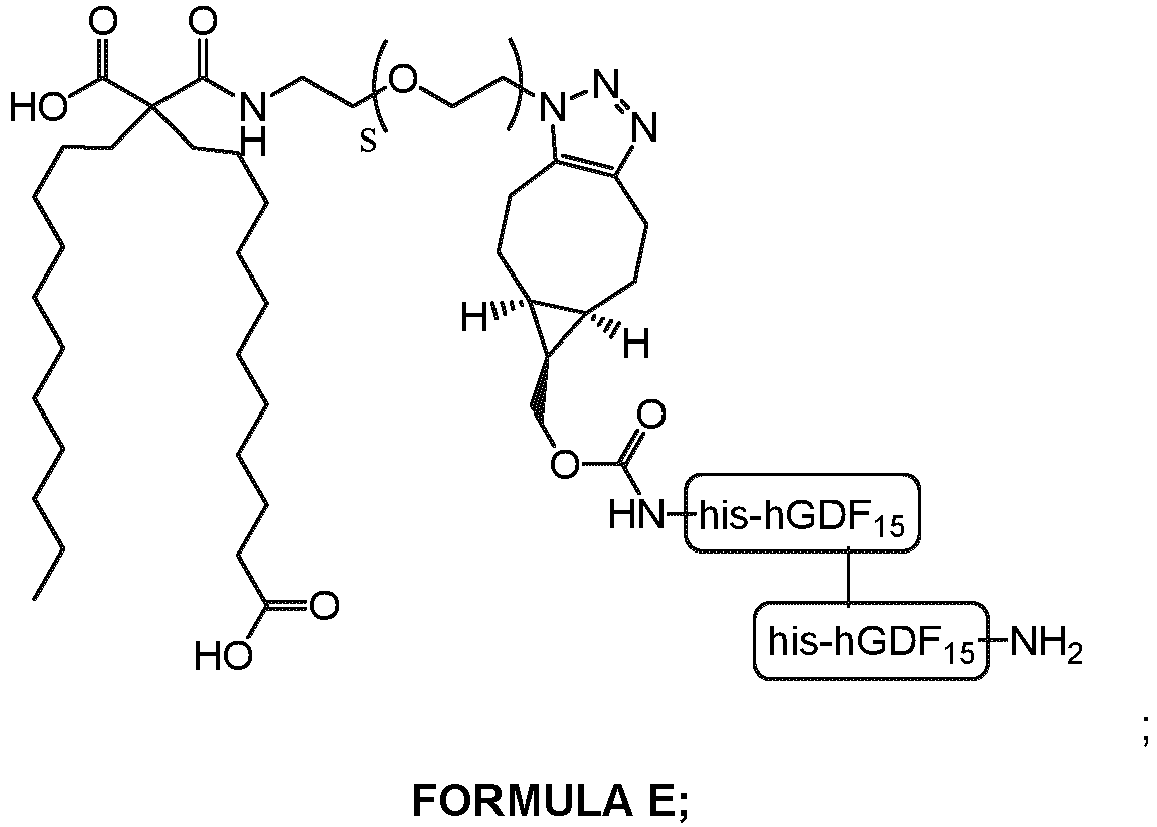 O O
HO N H O S N N N
H H
O
O
HN his-hGDF15
his-hGDF15 NH2
O
HO
;
FORMULA E;